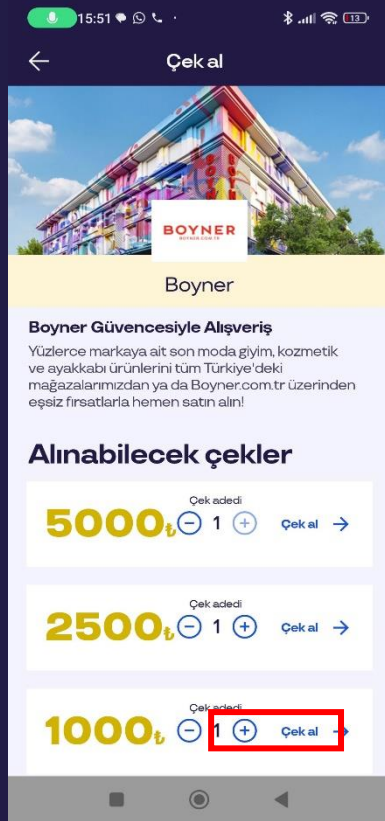 15:51
13
Çek al
BOYNER
BOYNER.COM.TR
Boyner
Boyner Güvencesiyle Alışveriş
Yüzlerce markaya ait son moda giyim, kozmetik
ve ayakkabı ürünlerini tüm Türkiye'deki
mağazalarımızdan ya da Boyner.com.tr üzerinden
eşsiz fırsatlarla hemen satın alın!
Alınabilecek çekler
Çek adedi
5000₺ - 1 + Çek al →
Çek adedi
2500₺ - 1 + Çek al →
Çek adedi
1000₺ - 1 + Çek al →